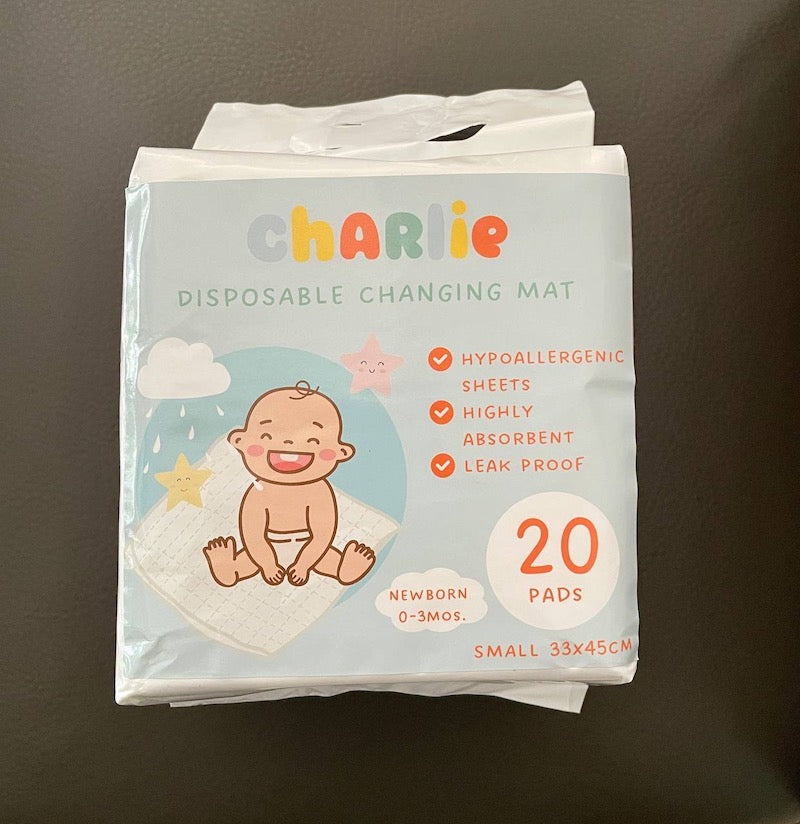 chARlie
DISPOSABLE CHANGING MAT
HYPOALLERGENIC
SHEETS
HIGHLY
ABSORBENT
LEAK PROOF
20
PADS
NEWBORN
0-3MOS.
SMALL 33x45CM